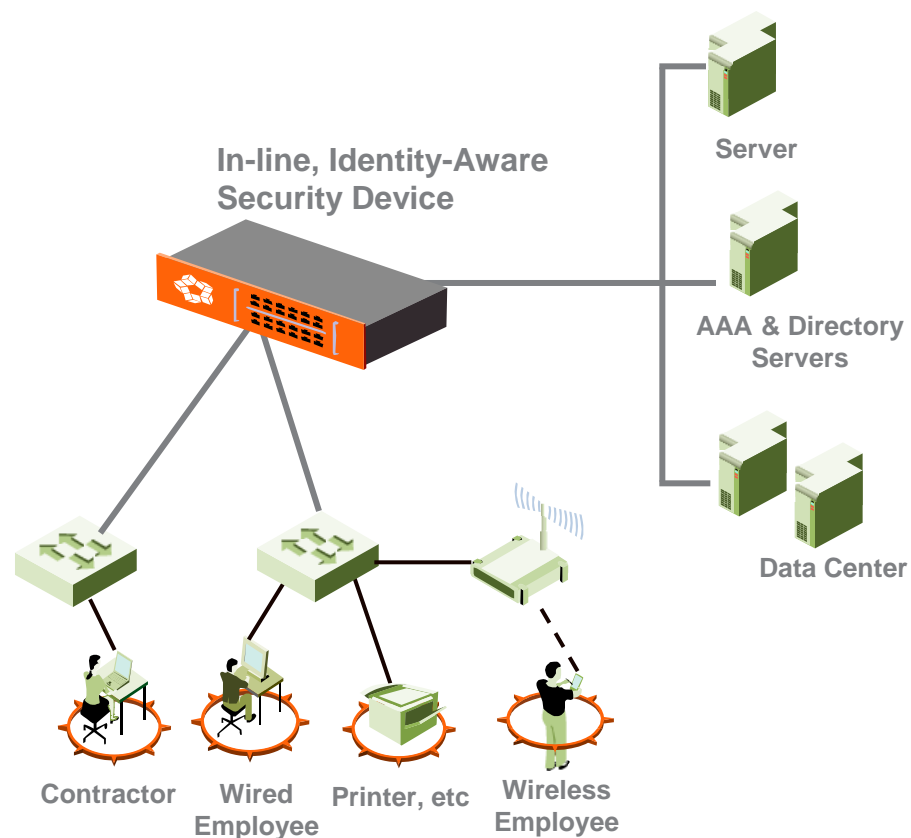 In-line, Identity-Aware
Security Device
Server
AAA & Directory
Servers
Data Center
Contractor
Wired
Employee
Printer, etc
Wireless
Employee